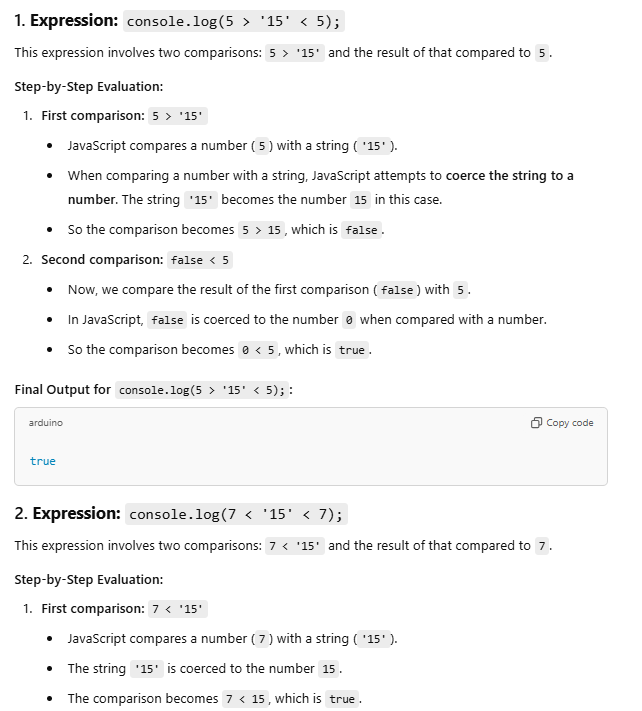 1. Expression: console.log(5 > '15' < 5);
This expression involves two comparisons: 5 > '15' and the result of that compared to 5.
Step-by-Step Evaluation:
1. First comparison: 5 > '15'
• JavaScript compares a number (5) with a string ('15').
• When comparing a number with a string, JavaScript attempts to coerce the string to a
number. The string '15' becomes the number 15 in this case.
• So the comparison becomes 5 > 15, which is false.
2. Second comparison: false < 5
• Now, we compare the result of the first comparison (false) with 5.
• In JavaScript, false is coerced to the number 0 when compared with a number.
• So the comparison becomes 0 < 5, which is true.
Final Output for console.log(5 > '15' < 5);:
arduino Copy code
true
2. Expression: console.log(7 < '15' < 7);
This expression involves two comparisons: 7 < '15' and the result of that compared to 7.
Step-by-Step Evaluation:
1. First comparison: 7 < '15'
• JavaScript compares a number (7) with a string ('15').
• The string '15' is coerced to the number 15.
• The comparison becomes 7 < 15, which is true.